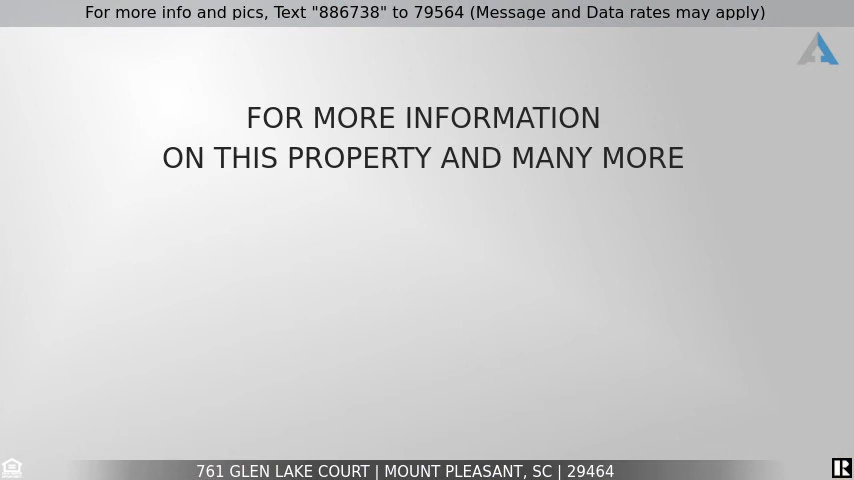 For more info and pics, Text "886738" to 79564 (Message and Data rates may apply)
FOR MORE INFORMATION
ON THIS PROPERTY AND MANY MORE
761 GLEN LAKE COURT | MOUNT PLEASANT, SC | 29464